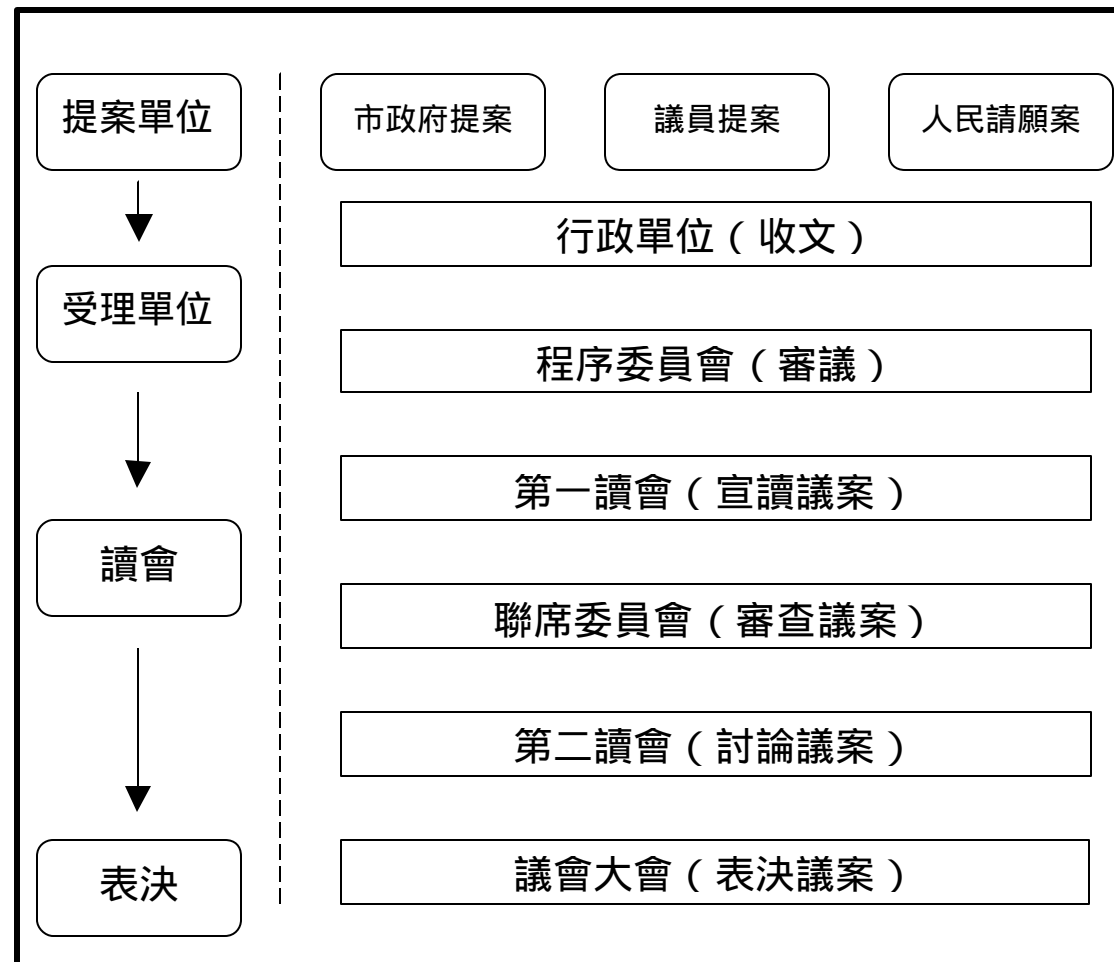 提案單位
市政府提案
議員提案
人民請願案
行政單位（收文）
受理單位
程序委員會（審議）
第一讀會（宣讀議案）
讀會
聯席委員會（審查議案）
第二讀會（討論議案）
表決
議會大會（表決議案）